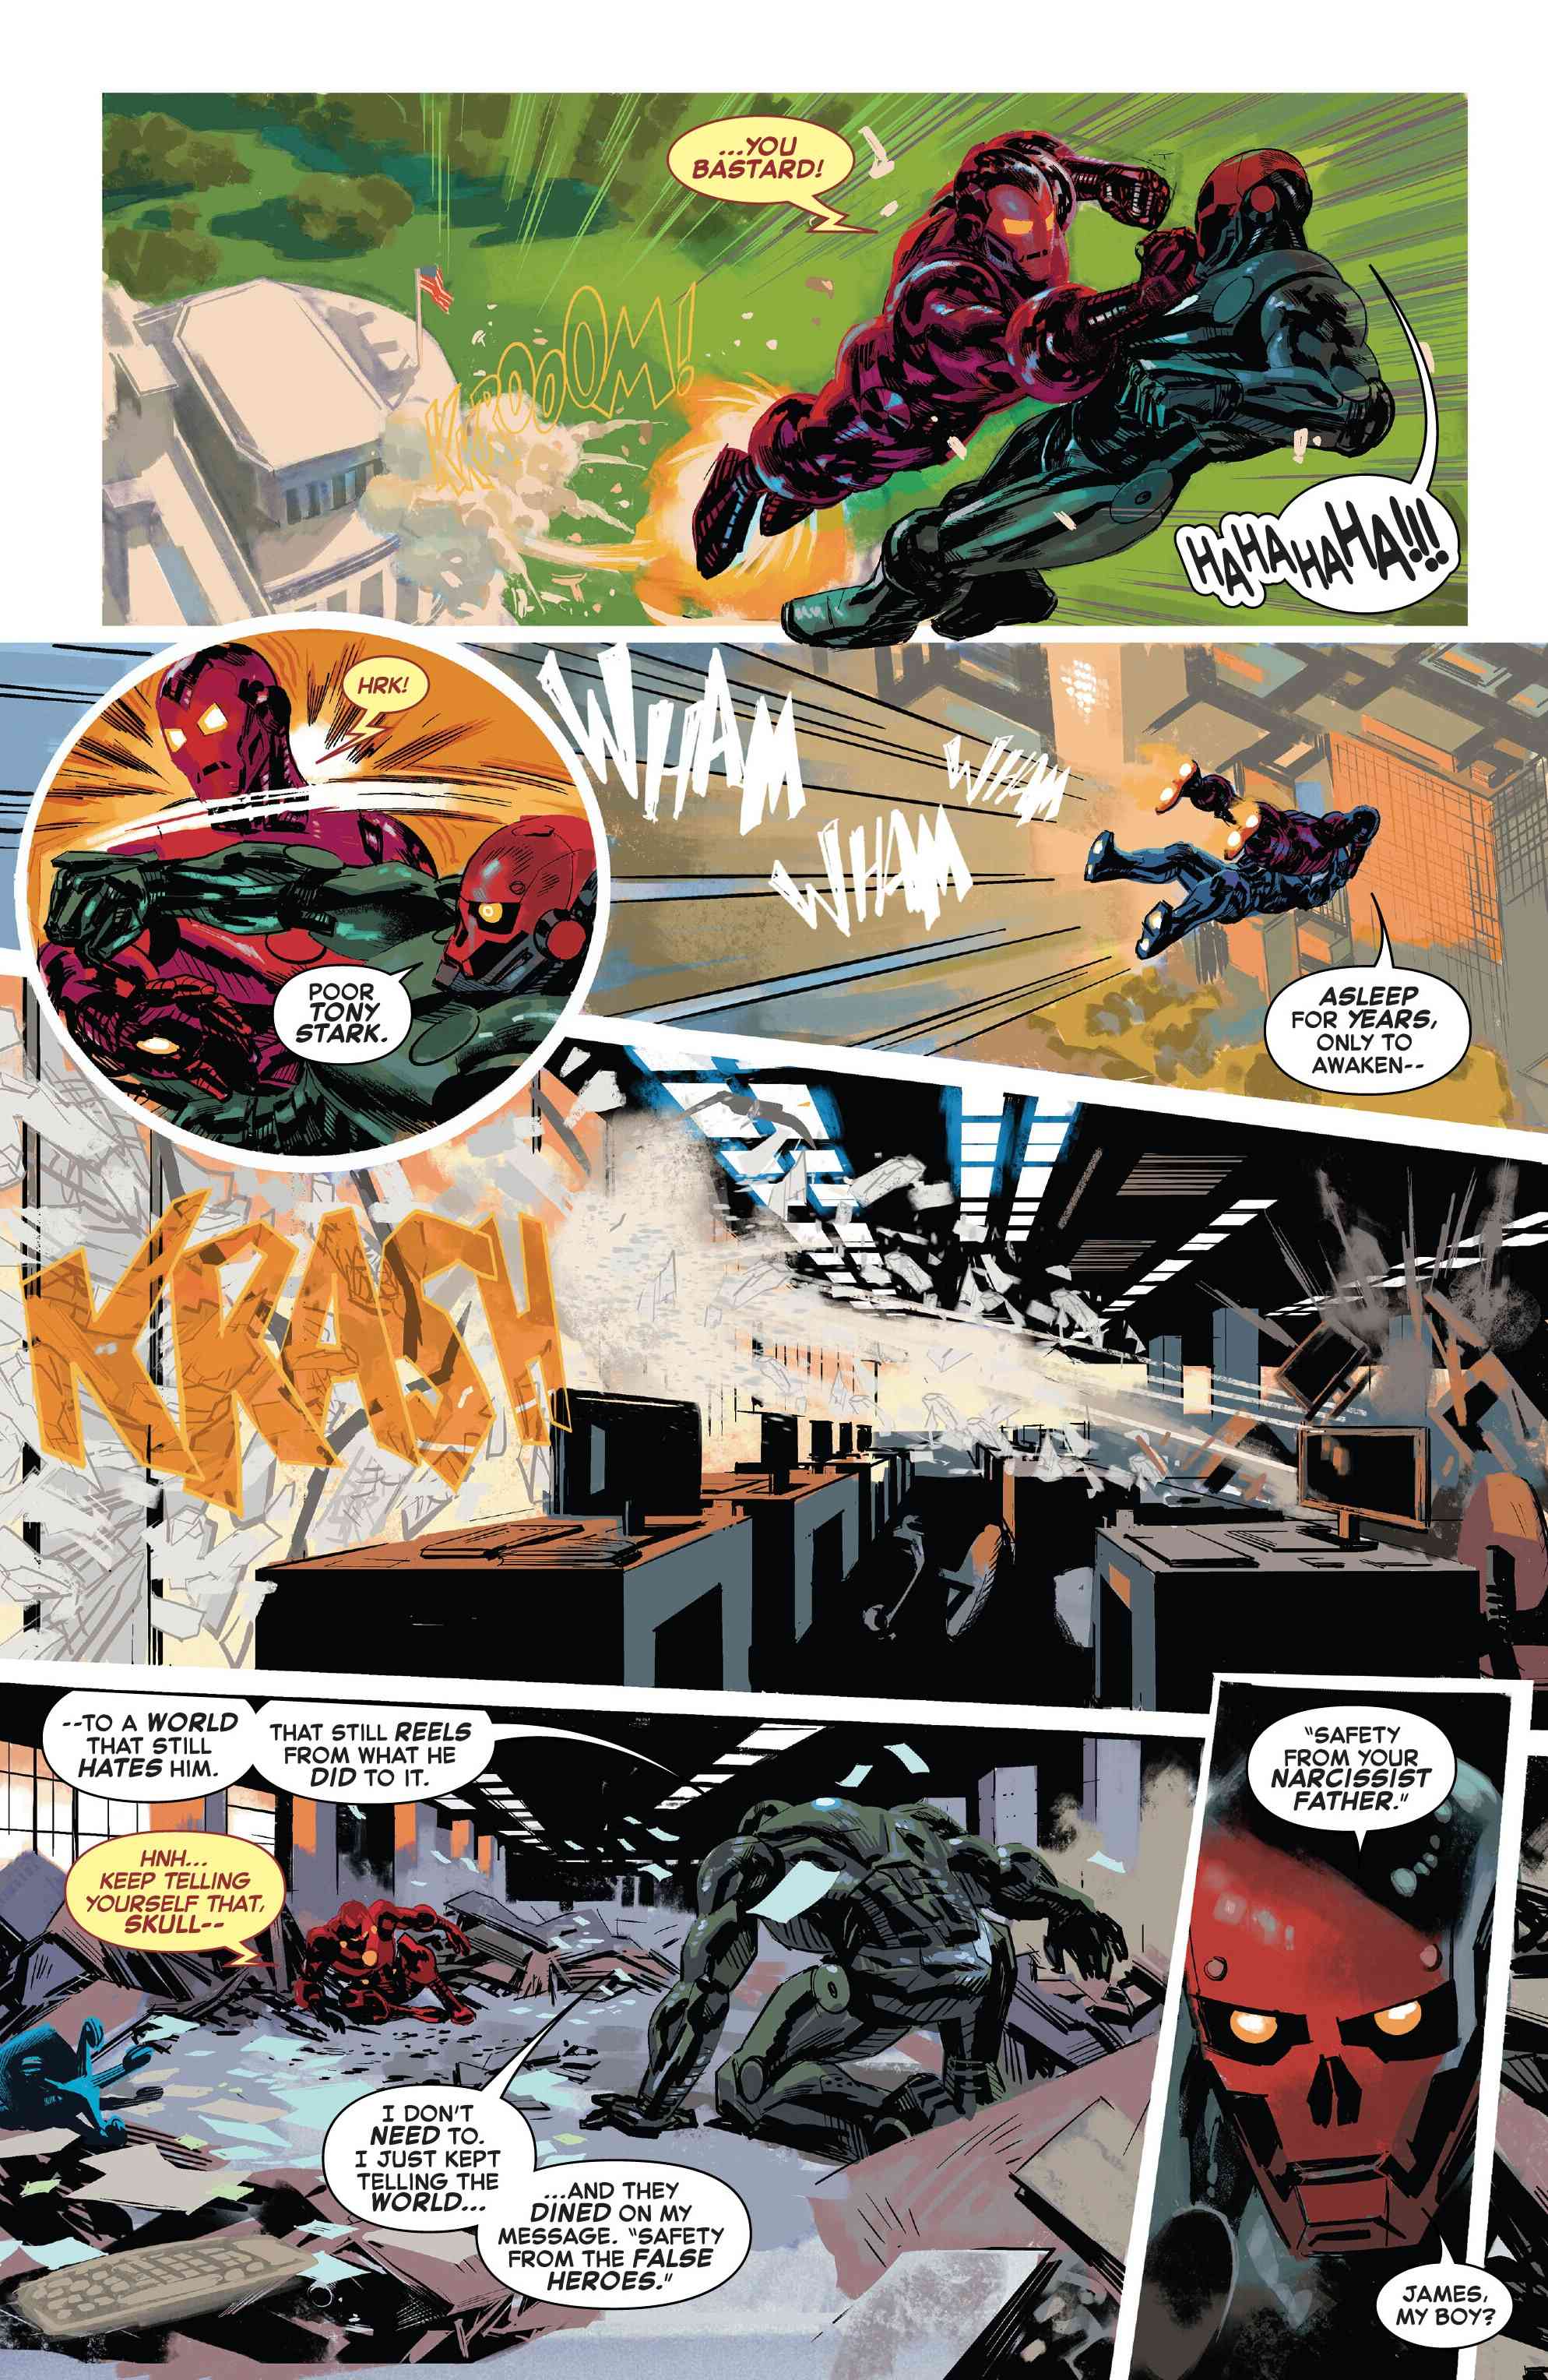 ...YOU
BASTARD!
KROOOOM!
HAHAHAHA!!!
HRK!
POOR
TONY
STARK.
WHAM
WHAM
WHAM
ASLEEP
FOR YEARS,
ONLY TO
AWAKEN--
KRASH
--TO A WORLD
THAT STILL
HATES HIM.
THAT STILL REELS
FROM WHAT HE
DID TO IT.
HNH...
KEEP TELLING
YOURSELF THAT,
SKULL--
I DON'T
NEED TO.
I JUST KEPT
TELLING THE
WORLD...
...AND THEY
DINED ON MY
MESSAGE. "SAFETY
FROM THE FALSE
HEROES."
"SAFETY
FROM YOUR
NARCISSIST
FATHER."
JAMES,
MY BOY?